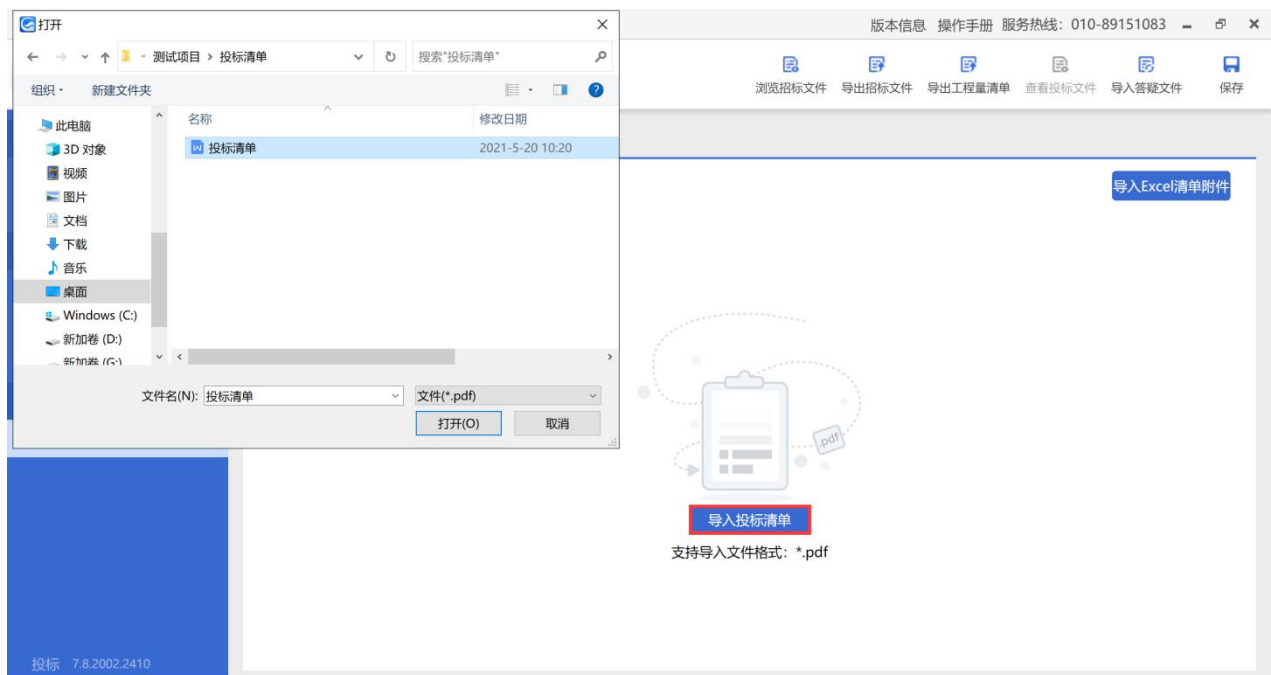 打开
版本信息 操作手册 服务热线：010-89151083
测试项目 › 投标清单
搜索"投标清单"
浏览招标文件 导出招标文件 导出工程量清单 查看投标文件 导入答疑文件 保存
组织 新建文件夹
名称 修改日期
此电脑
3D 对象
投标清单 2021-5-20 10:20
视频
图片
文档
下载
音乐
桌面
Windows (C:)
新加卷 (D:)
新加卷 (G:)
文件名(N): 投标清单 文件(*.pdf)
打开(O) 取消
导入Excel清单附件
.pdf
导入投标清单
支持导入文件格式：*.pdf
投标 7.8.2002.2410